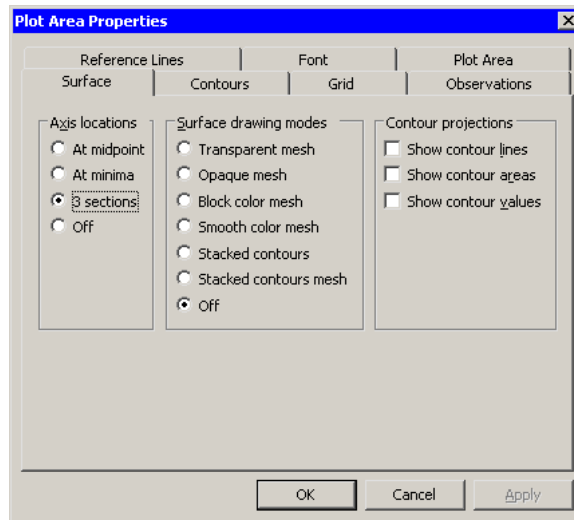 Plot Area Properties
Reference Lines Font Plot Area
Surface Contours Grid Observations
Axis locations
At midpoint
At minima
3 sections
Off
Surface drawing modes
Transparent mesh
Opaque mesh
Block color mesh
Smooth color mesh
Stacked contours
Stacked contours mesh
Off
Contour projections
Show contour lines
Show contour areas
Show contour values
OK Cancel Apply